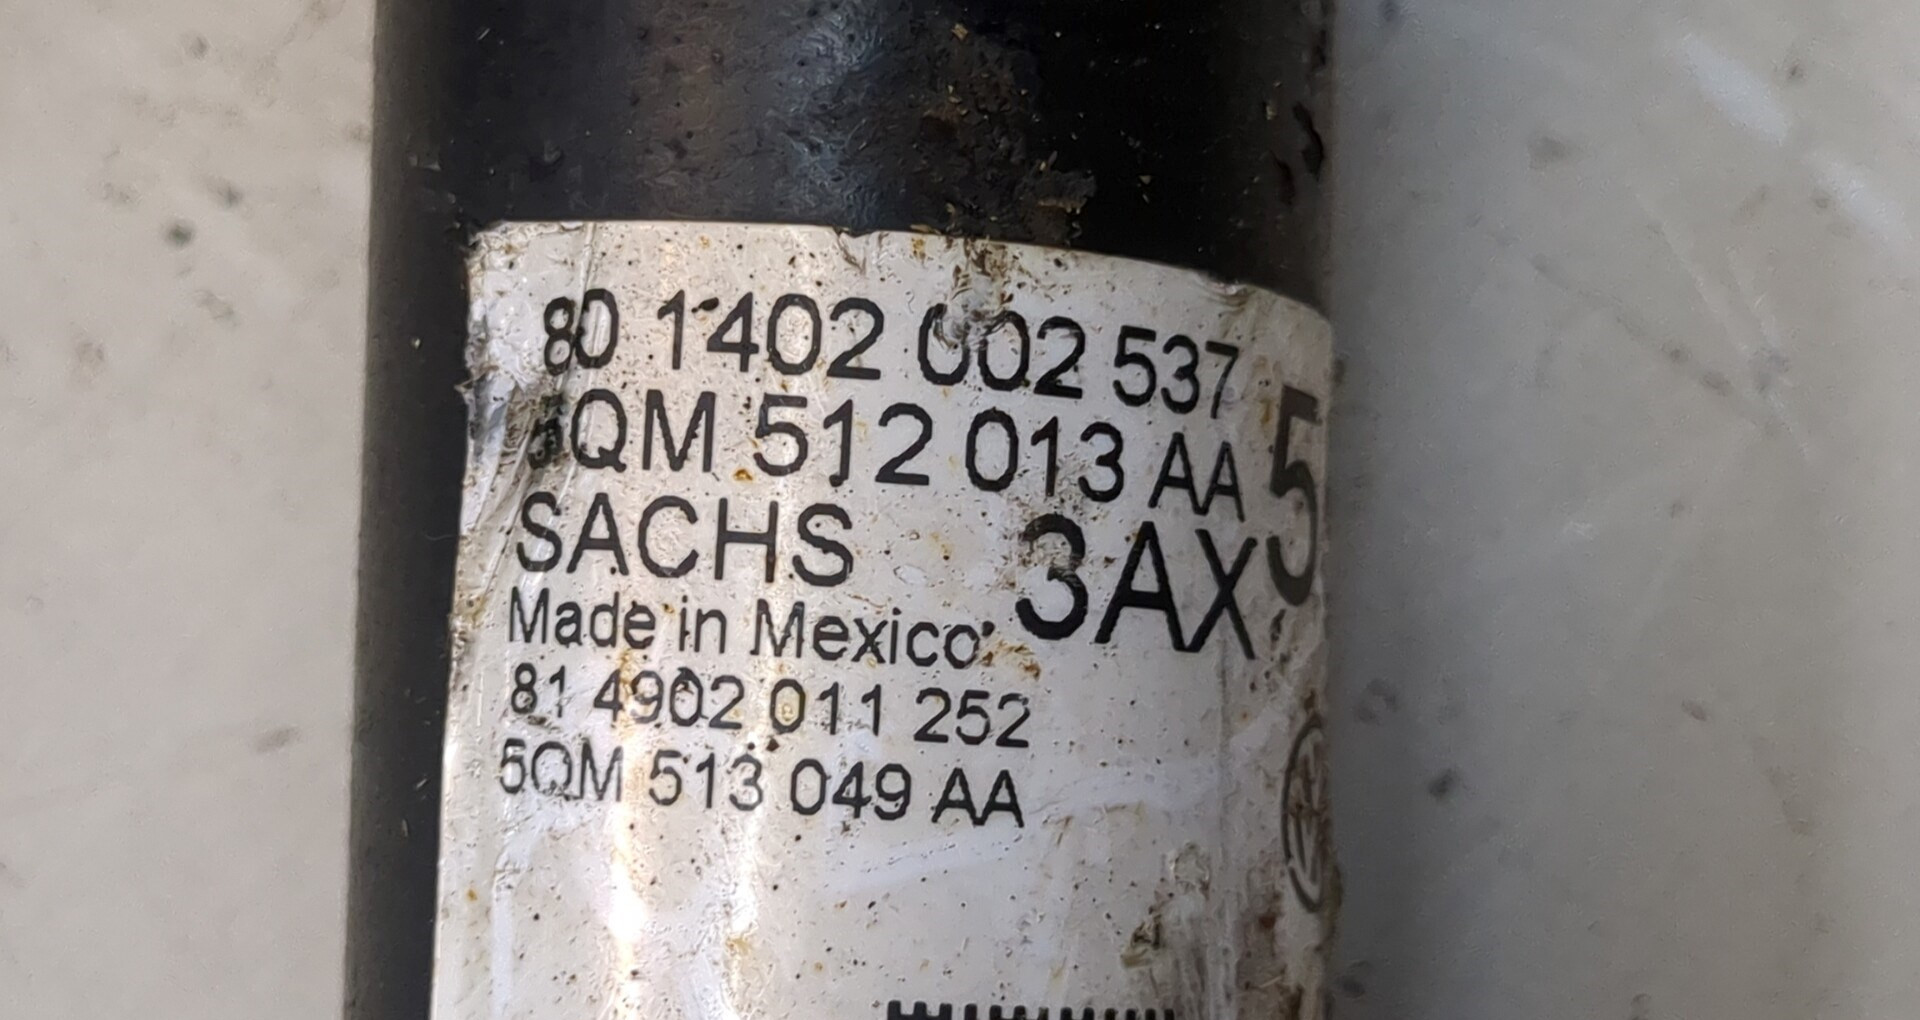 80 1402 002 537
5QM 512 013 AA 5
SACHS 3AX
Made in Mexico
81 4902 011 252
5QM 513 049 AA